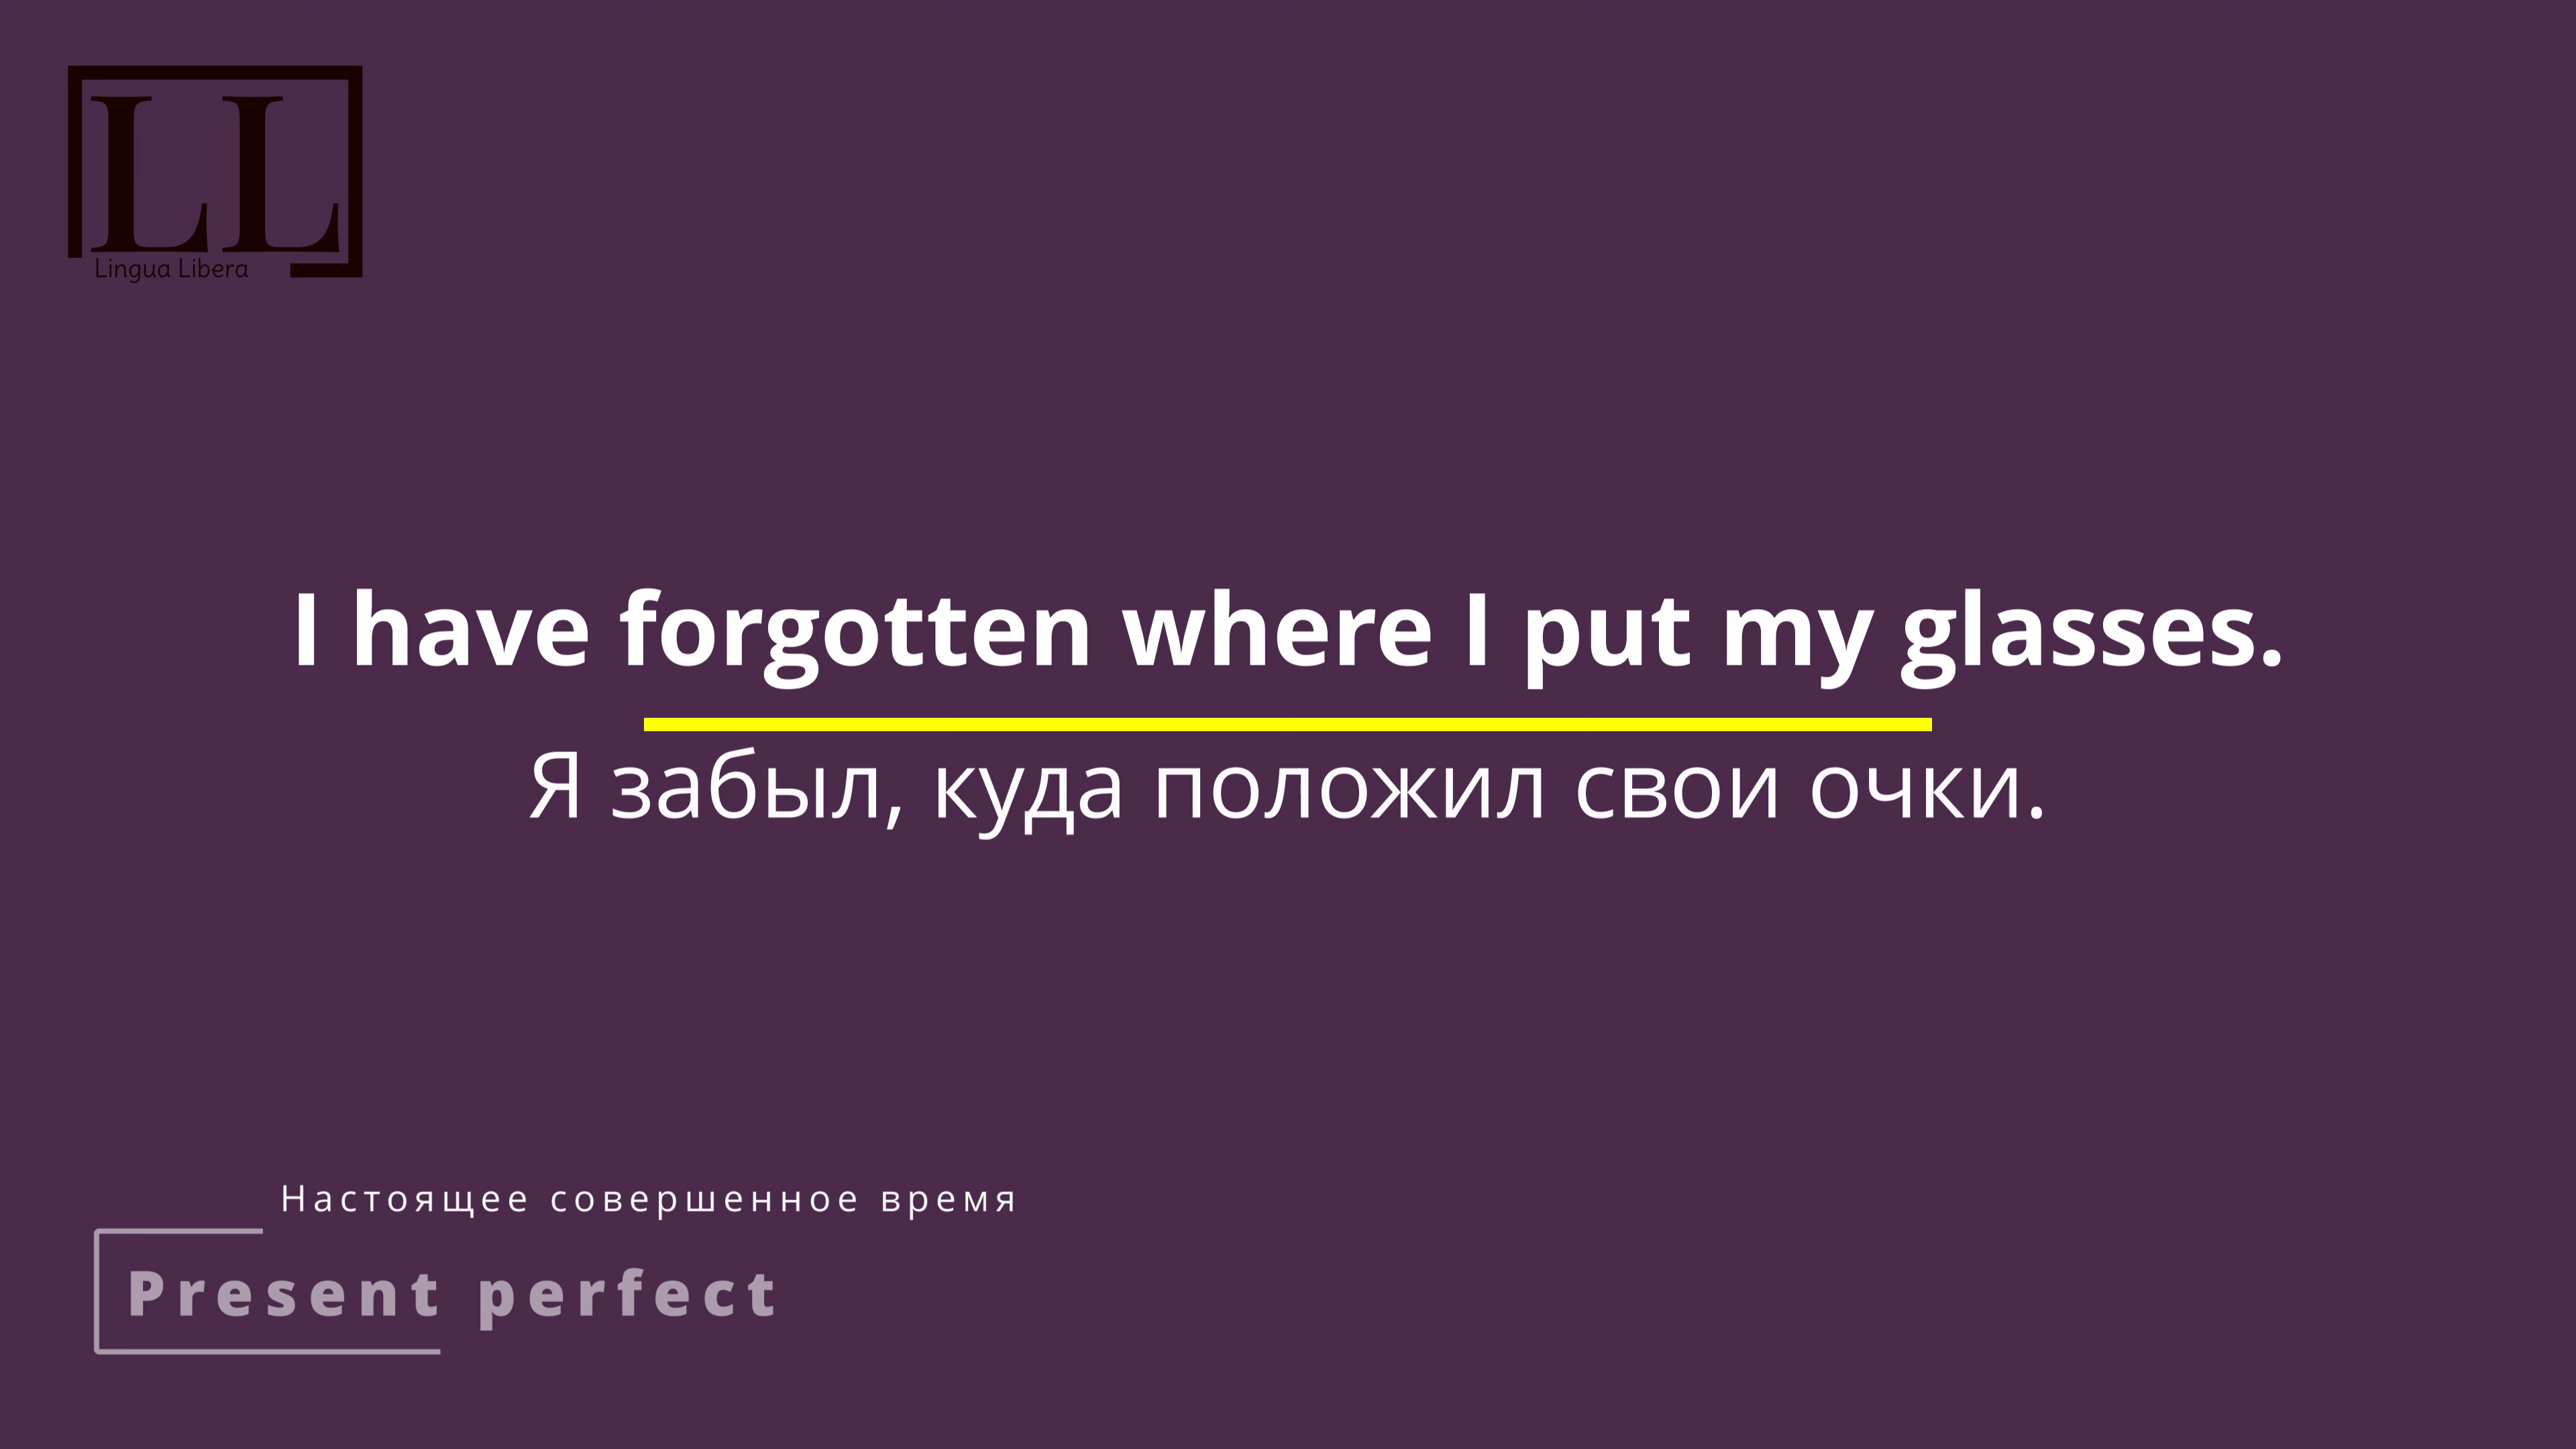 LL
Lingua Libera
I have forgotten where I put my glasses.
Я забыл, куда положил свои очки.
Настоящее совершенное время
Present perfect